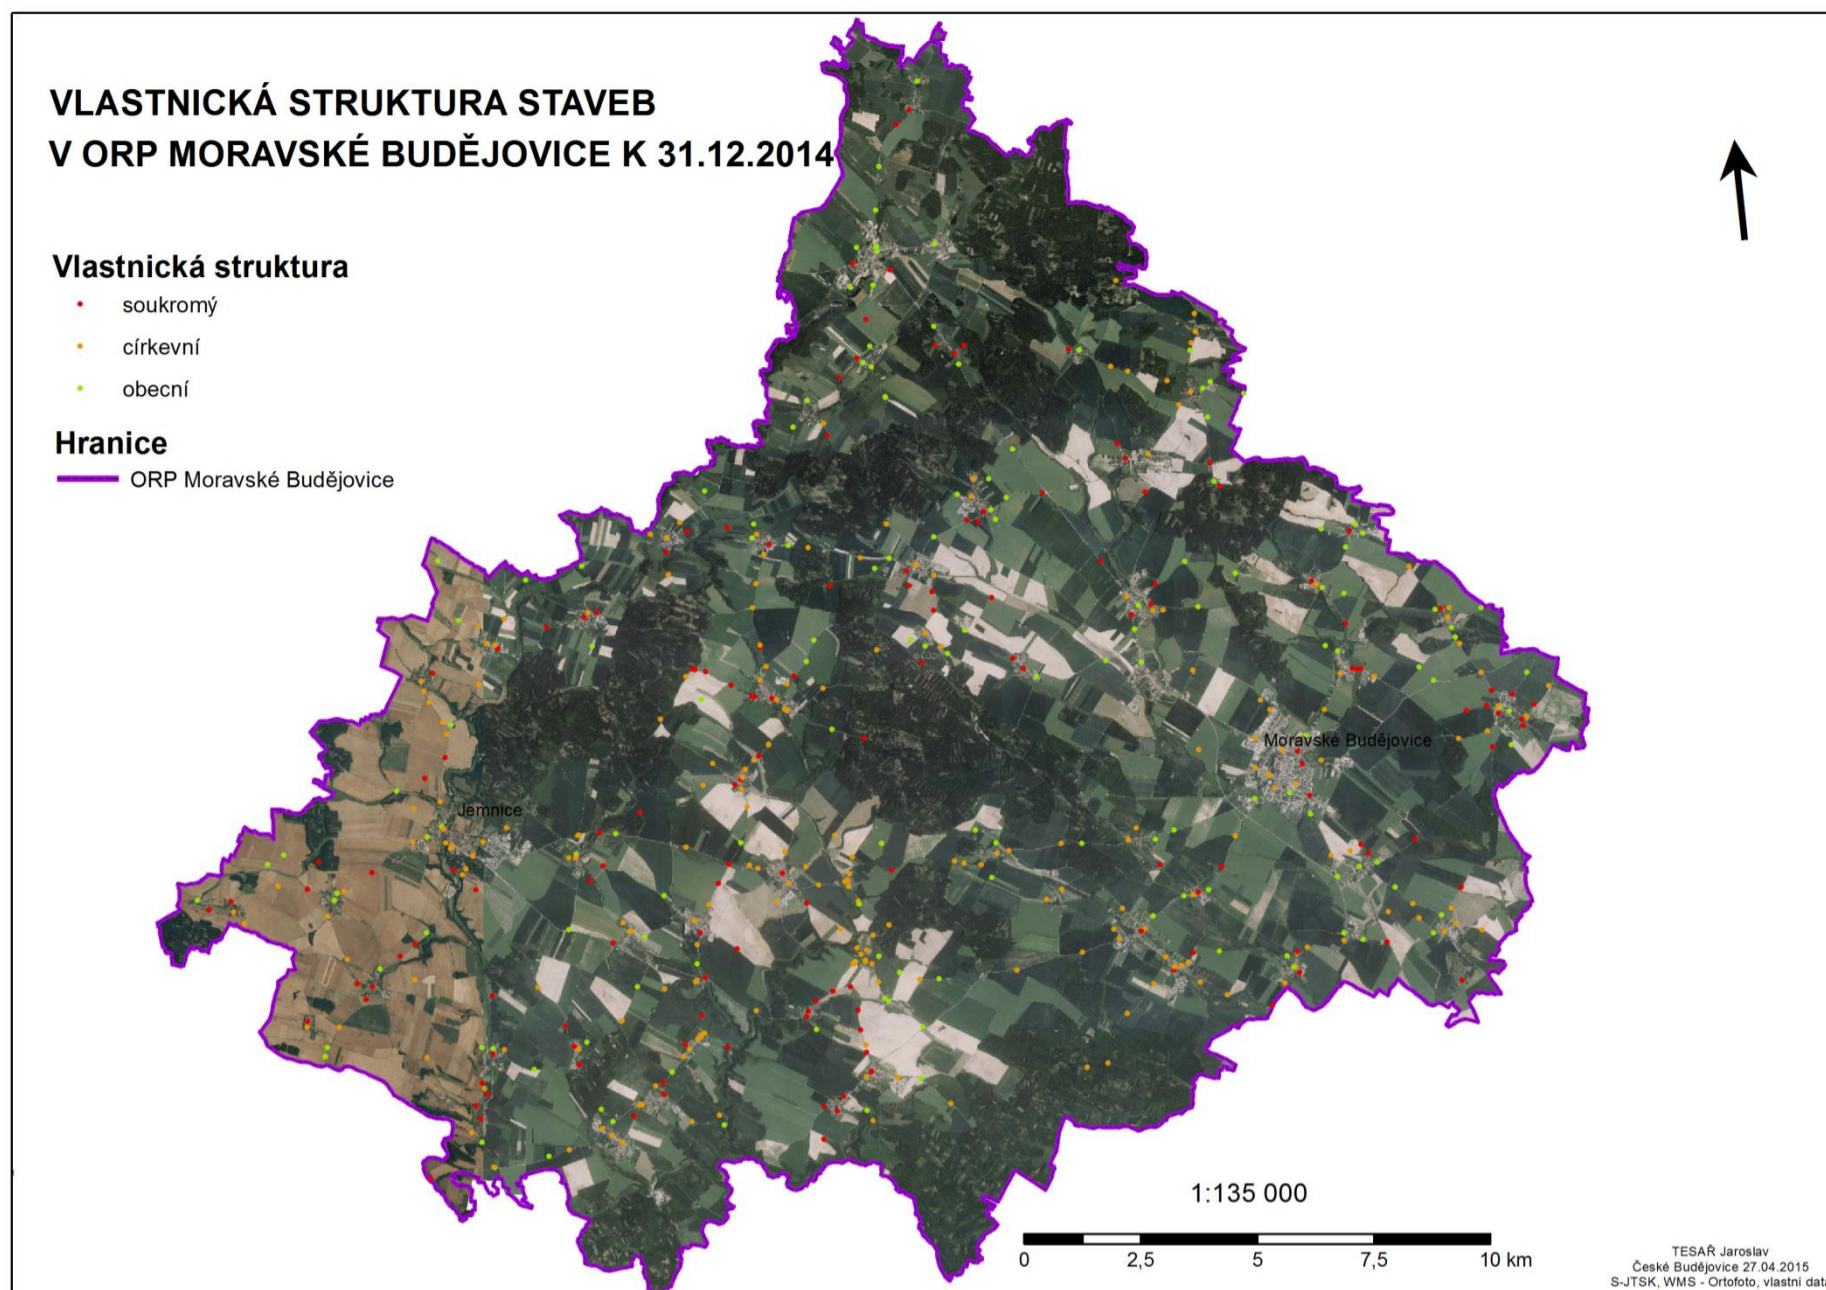 VLASTNICKÁ STRUKTURA STAVEB
V ORP MORAVSKÉ BUDĚJOVICE K 31.12.2014
Vlastnická struktura
soukromý
církevní
obecní
Hranice
ORP Moravské Budějovice
Moravské Budějovice
Jemnice
1:135 000
0 2,5 5 7,5 10 km
TESAŘ Jaroslav
České Budějovice 27.04.2015
S-JTSK, WMS - Ortofoto, vlastní data